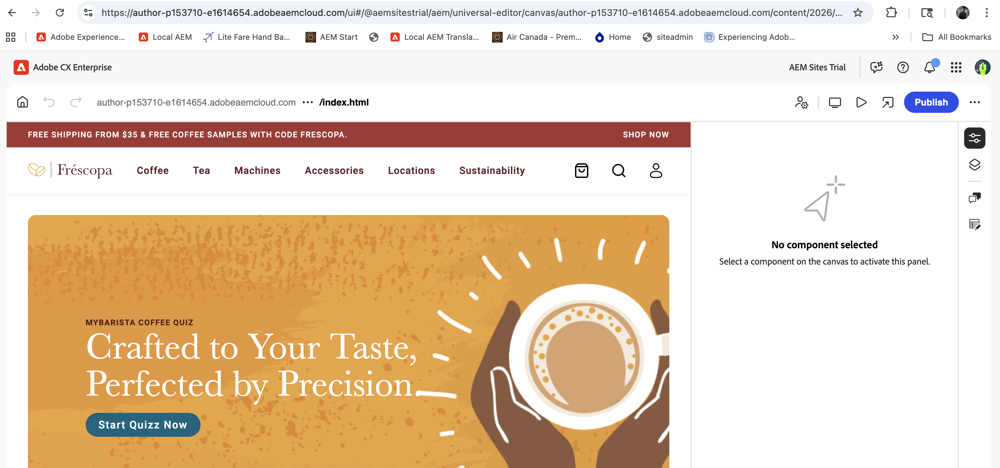 https://author-p153710-e1614654.adobeaemcloud.com/ui#/@aemsitestrial/aem/universal-editor/canvas/author-p153710-e1614654.adobeaemcloud.com/content/2026/...
Adobe Experience... Local AEM Lite Fare Hand Ba... AEM Start Local AEM Transla... Air Canada - Prem... Home siteadmin Experiencing Adob... All Bookmarks
Adobe CX Enterprise AEM Sites Trial
author-p153710-e1614654.adobeaemcloud.com ··· /index.html Publish
FREE SHIPPING FROM $35 & FREE COFFEE SAMPLES WITH CODE FRESCOPA. SHOP NOW
Fréscopa Coffee Tea Machines Accessories Locations Sustainability
No component selected
Select a component on the canvas to activate this panel.
MYBARISTA COFFEE QUIZ
Crafted to Your Taste,
Perfected by Precision.
Start Quizz Now